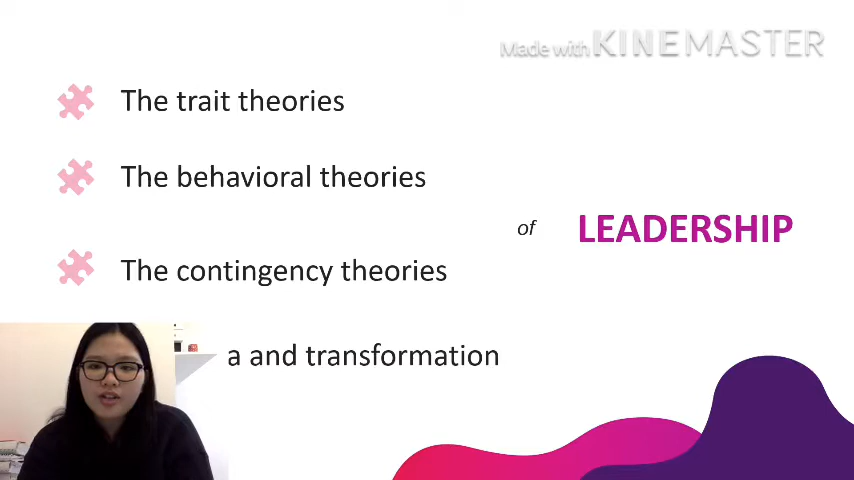 Made with KINEMASTER
The trait theories
The behavioral theories
of LEADERSHIP
The contingency theories
a and transformation